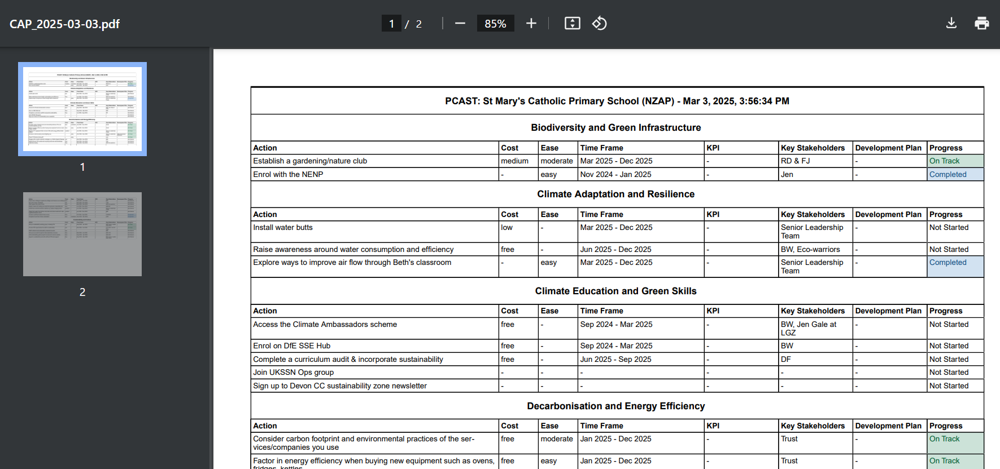 CAP_2025-03-03.pdf
1 / 2
85%
1
2
PCAST: St Mary's Catholic Primary School (NZAP) - Mar 3, 2025, 3:56:34 PM
Biodiversity and Green Infrastructure
Action Cost Ease Time Frame KPI Key Stakeholders Development Plan Progress
Establish a gardening/nature club medium moderate Mar 2025 - Dec 2025 - RD & FJ - On Track
Enrol with the NENP - easy Nov 2024 - Jan 2025 - Jen - Completed
Climate Adaptation and Resilience
Action Cost Ease Time Frame KPI Key Stakeholders Development Plan Progress
Install water butts low - Mar 2025 - Dec 2025 - Senior Leadership - Not Started
Team
Raise awareness around water consumption and efficiency free - Jun 2025 - Dec 2025 - BW, Eco-warriors - Not Started
Explore ways to improve air flow through Beth's classroom - easy Mar 2025 - Dec 2025 - Senior Leadership - Completed
Team
Climate Education and Green Skills
Action Cost Ease Time Frame KPI Key Stakeholders Development Plan Progress
Access the Climate Ambassadors scheme free - Sep 2024 - Mar 2025 - BW, Jen Gale at - Not Started
LGZ
Enrol on DfE SSE Hub free - Sep 2024 - Mar 2025 - BW - Not Started
Complete a curriculum audit & incorporate sustainability free - Jun 2025 - Sep 2025 - DF - Not Started
Join UKSSN Ops group - - - - - - Not Started
Sign up to Devon CC sustainability zone newsletter - - - - - - Not Started
Decarbonisation and Energy Efficiency
Action Cost Ease Time Frame KPI Key Stakeholders Development Plan Progress
Consider carbon footprint and environmental practices of the ser- free moderate Jan 2025 - Dec 2025 - Trust - On Track
vices/companies you use
Factor in energy efficiency when buying new equipment such as ovens, free easy Jan 2025 - Dec 2025 - Trust - On Track
fridges, kettles